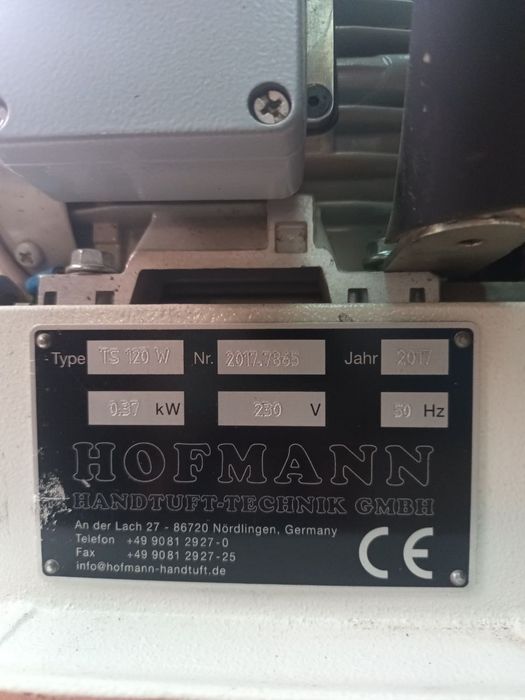 Type TS 120 W Nr. 2017.7865 Jahr 2017
0.37 kW 230 V 50 Hz
HOFMANN
HANDTUFT-TECHNIK GMBH
An der Lach 27 - 86720 Nördlingen, Germany
Telefon +49 9081 2927-0
Fax +49 9081 2927-25
info@hofmann-handtuft.de
CE